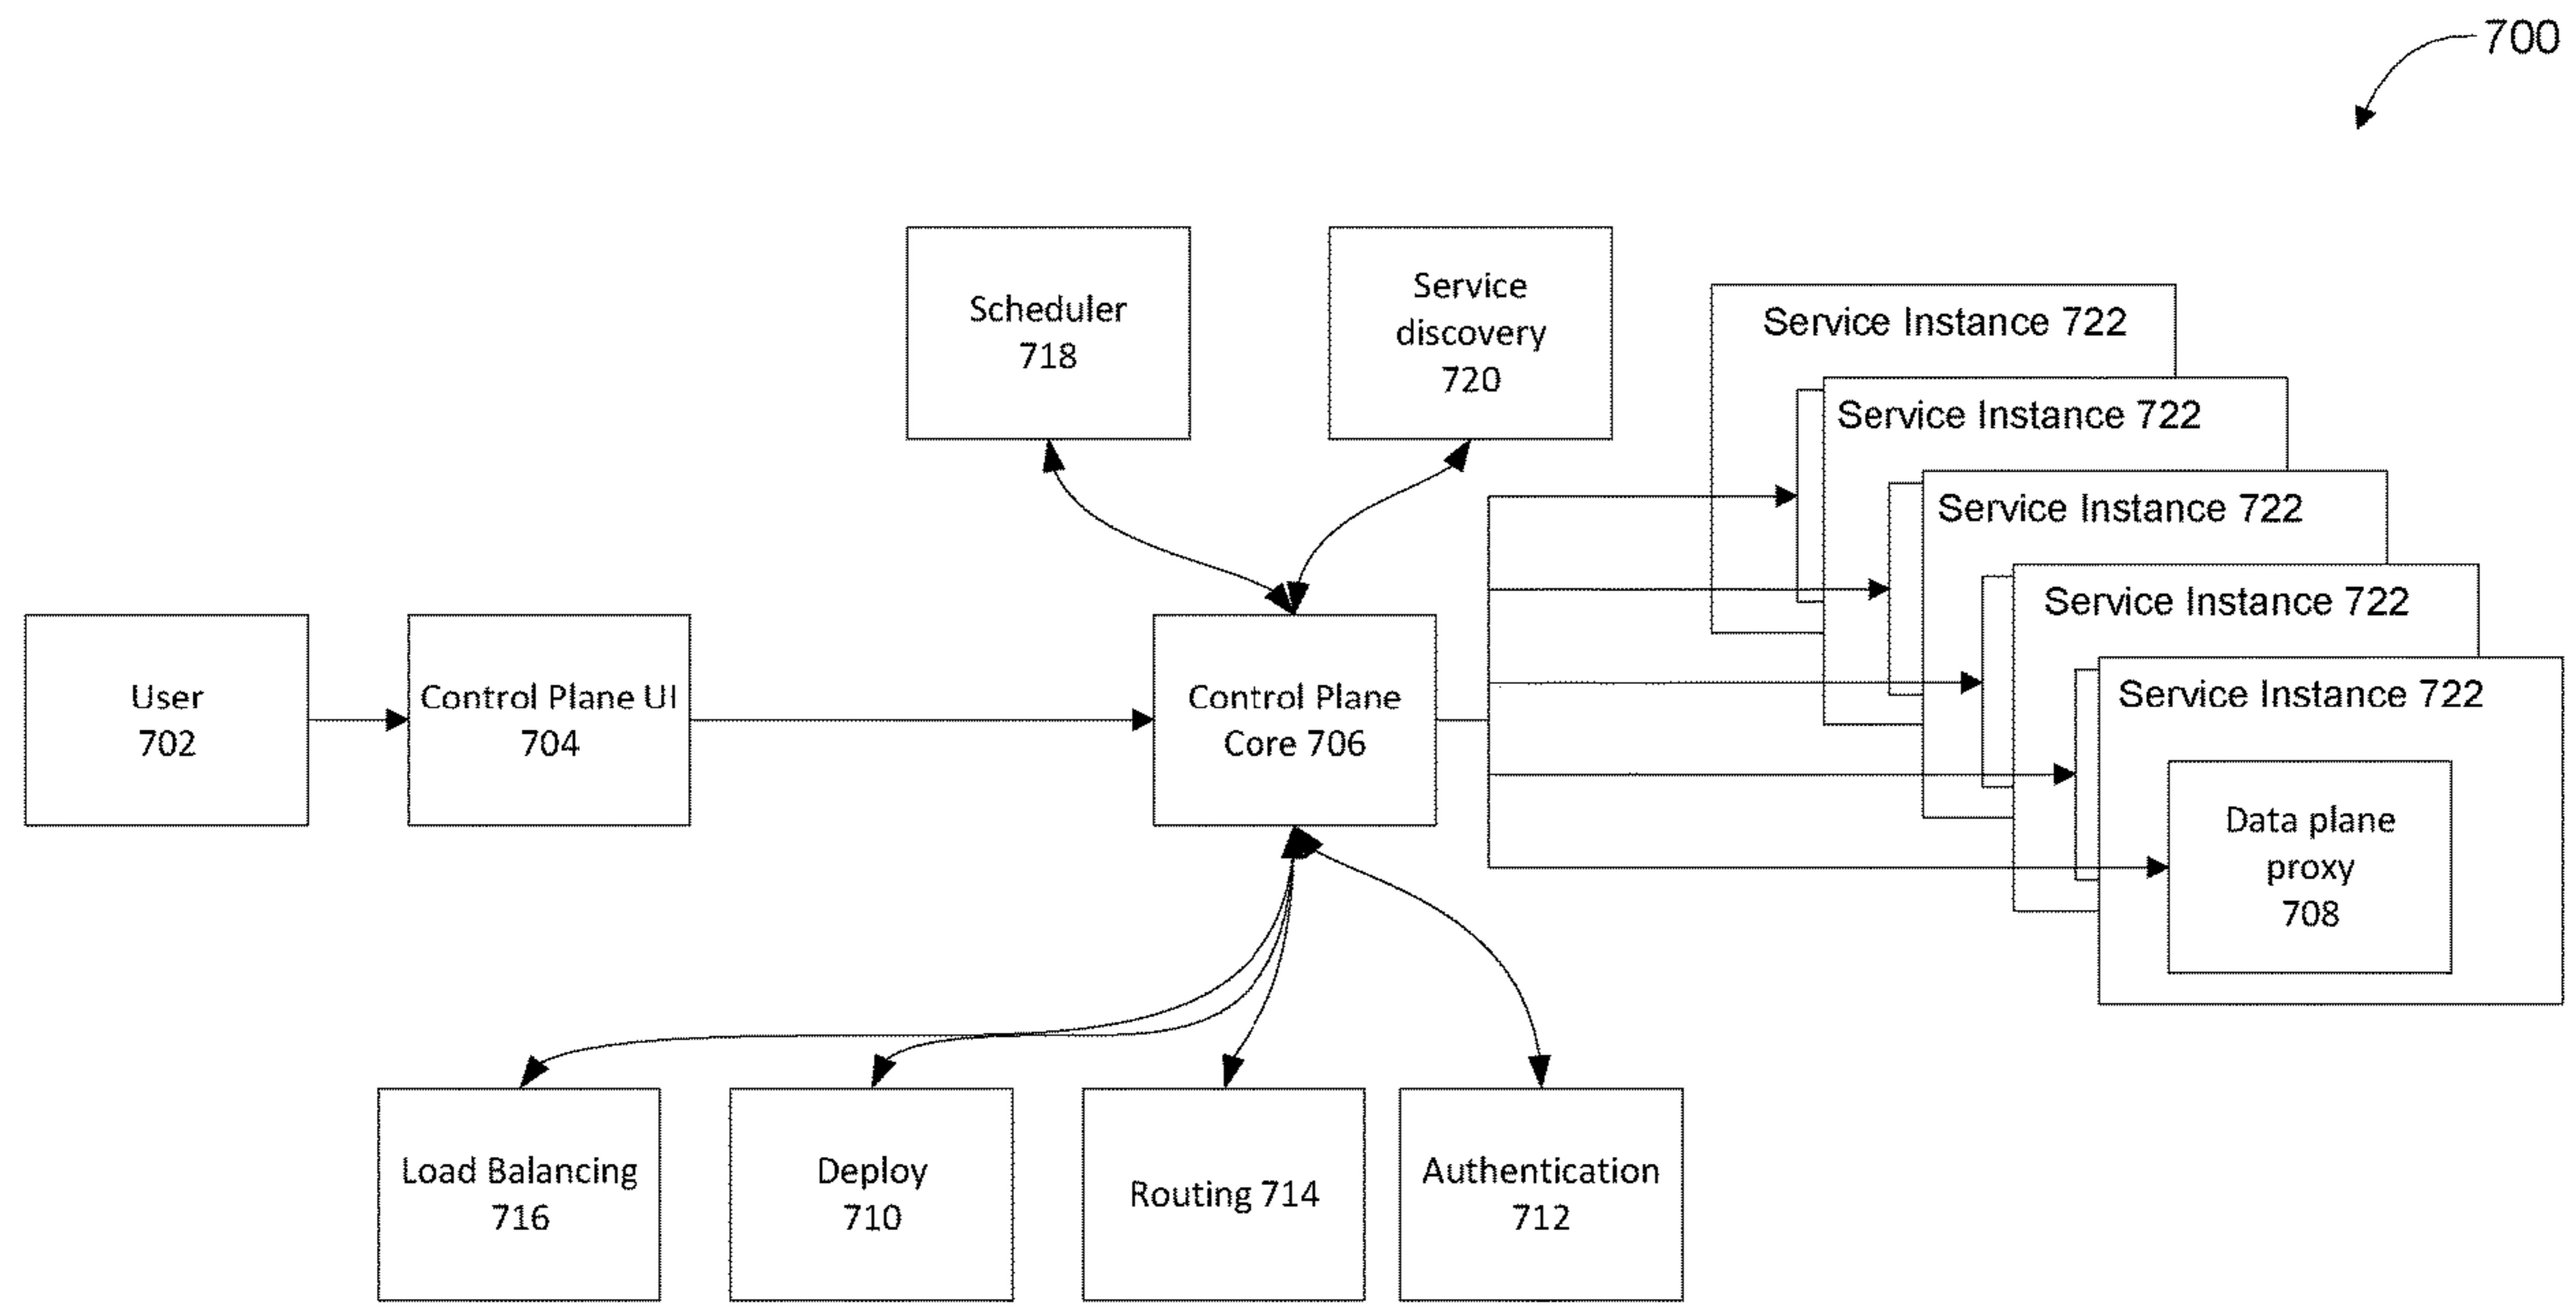 700
Scheduler
718
Service
discovery
720
Service Instance 722
Service Instance 722
Service Instance 722
Service Instance 722
Service Instance 722
User
702
Control Plane UI
704
Control Plane
Core 706
Data plane
proxy
708
Load Balancing
716
Deploy
710
Routing 714
Authentication
712